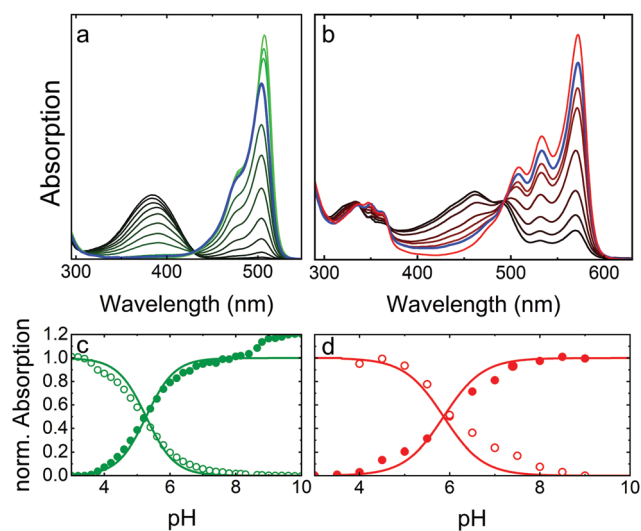 a
b
Absorption
300 400 500
300 400 500 600
Wavelength (nm)
Wavelength (nm)
c
d
norm. Absorption
1.2
1.0
0.8
0.6
0.4
0.2
0.0
4 6 8 10
4 6 8 10
pH
pH